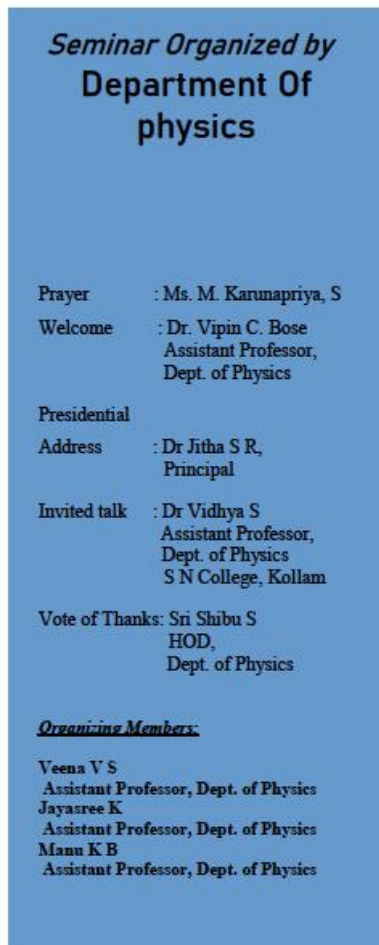 Seminar Organized by
Department Of
physics
Prayer : Ms. M. Karunapriya, S
Welcome : Dr. Vipin C. Bose
Assistant Professor,
Dept. of Physics
Presidential
Address : Dr Jitha S R,
Principal
Invited talk : Dr Vidhya S
Assistant Professor,
Dept. of Physics
S N College, Kollam
Vote of Thanks: Sri Shibu S
HOD,
Dept. of Physics
Organizing Members:
Veena V S
Assistant Professor, Dept. of Physics
Jayasree K
Assistant Professor, Dept. of Physics
Manu K B
Assistant Professor, Dept. of Physics